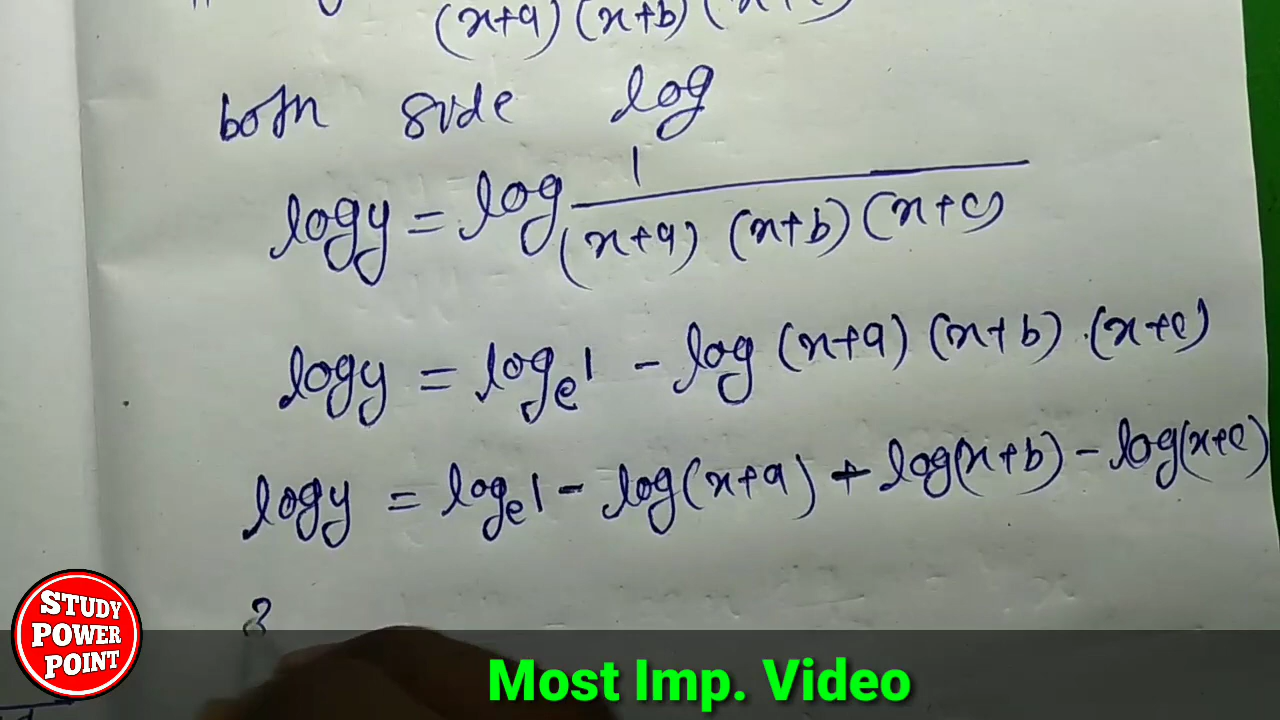 (x+a) (x+b) (x+c)
both side log
1
logy = log
(x+a) (x+b) (x+c)
logy = logₑ1 - log (x+a) (x+b) . (x+c)
logy = logₑ1 - log(x+a) + log(x+b) - log(x+c)
STUDY
POWER
POINT
Most Imp. Video